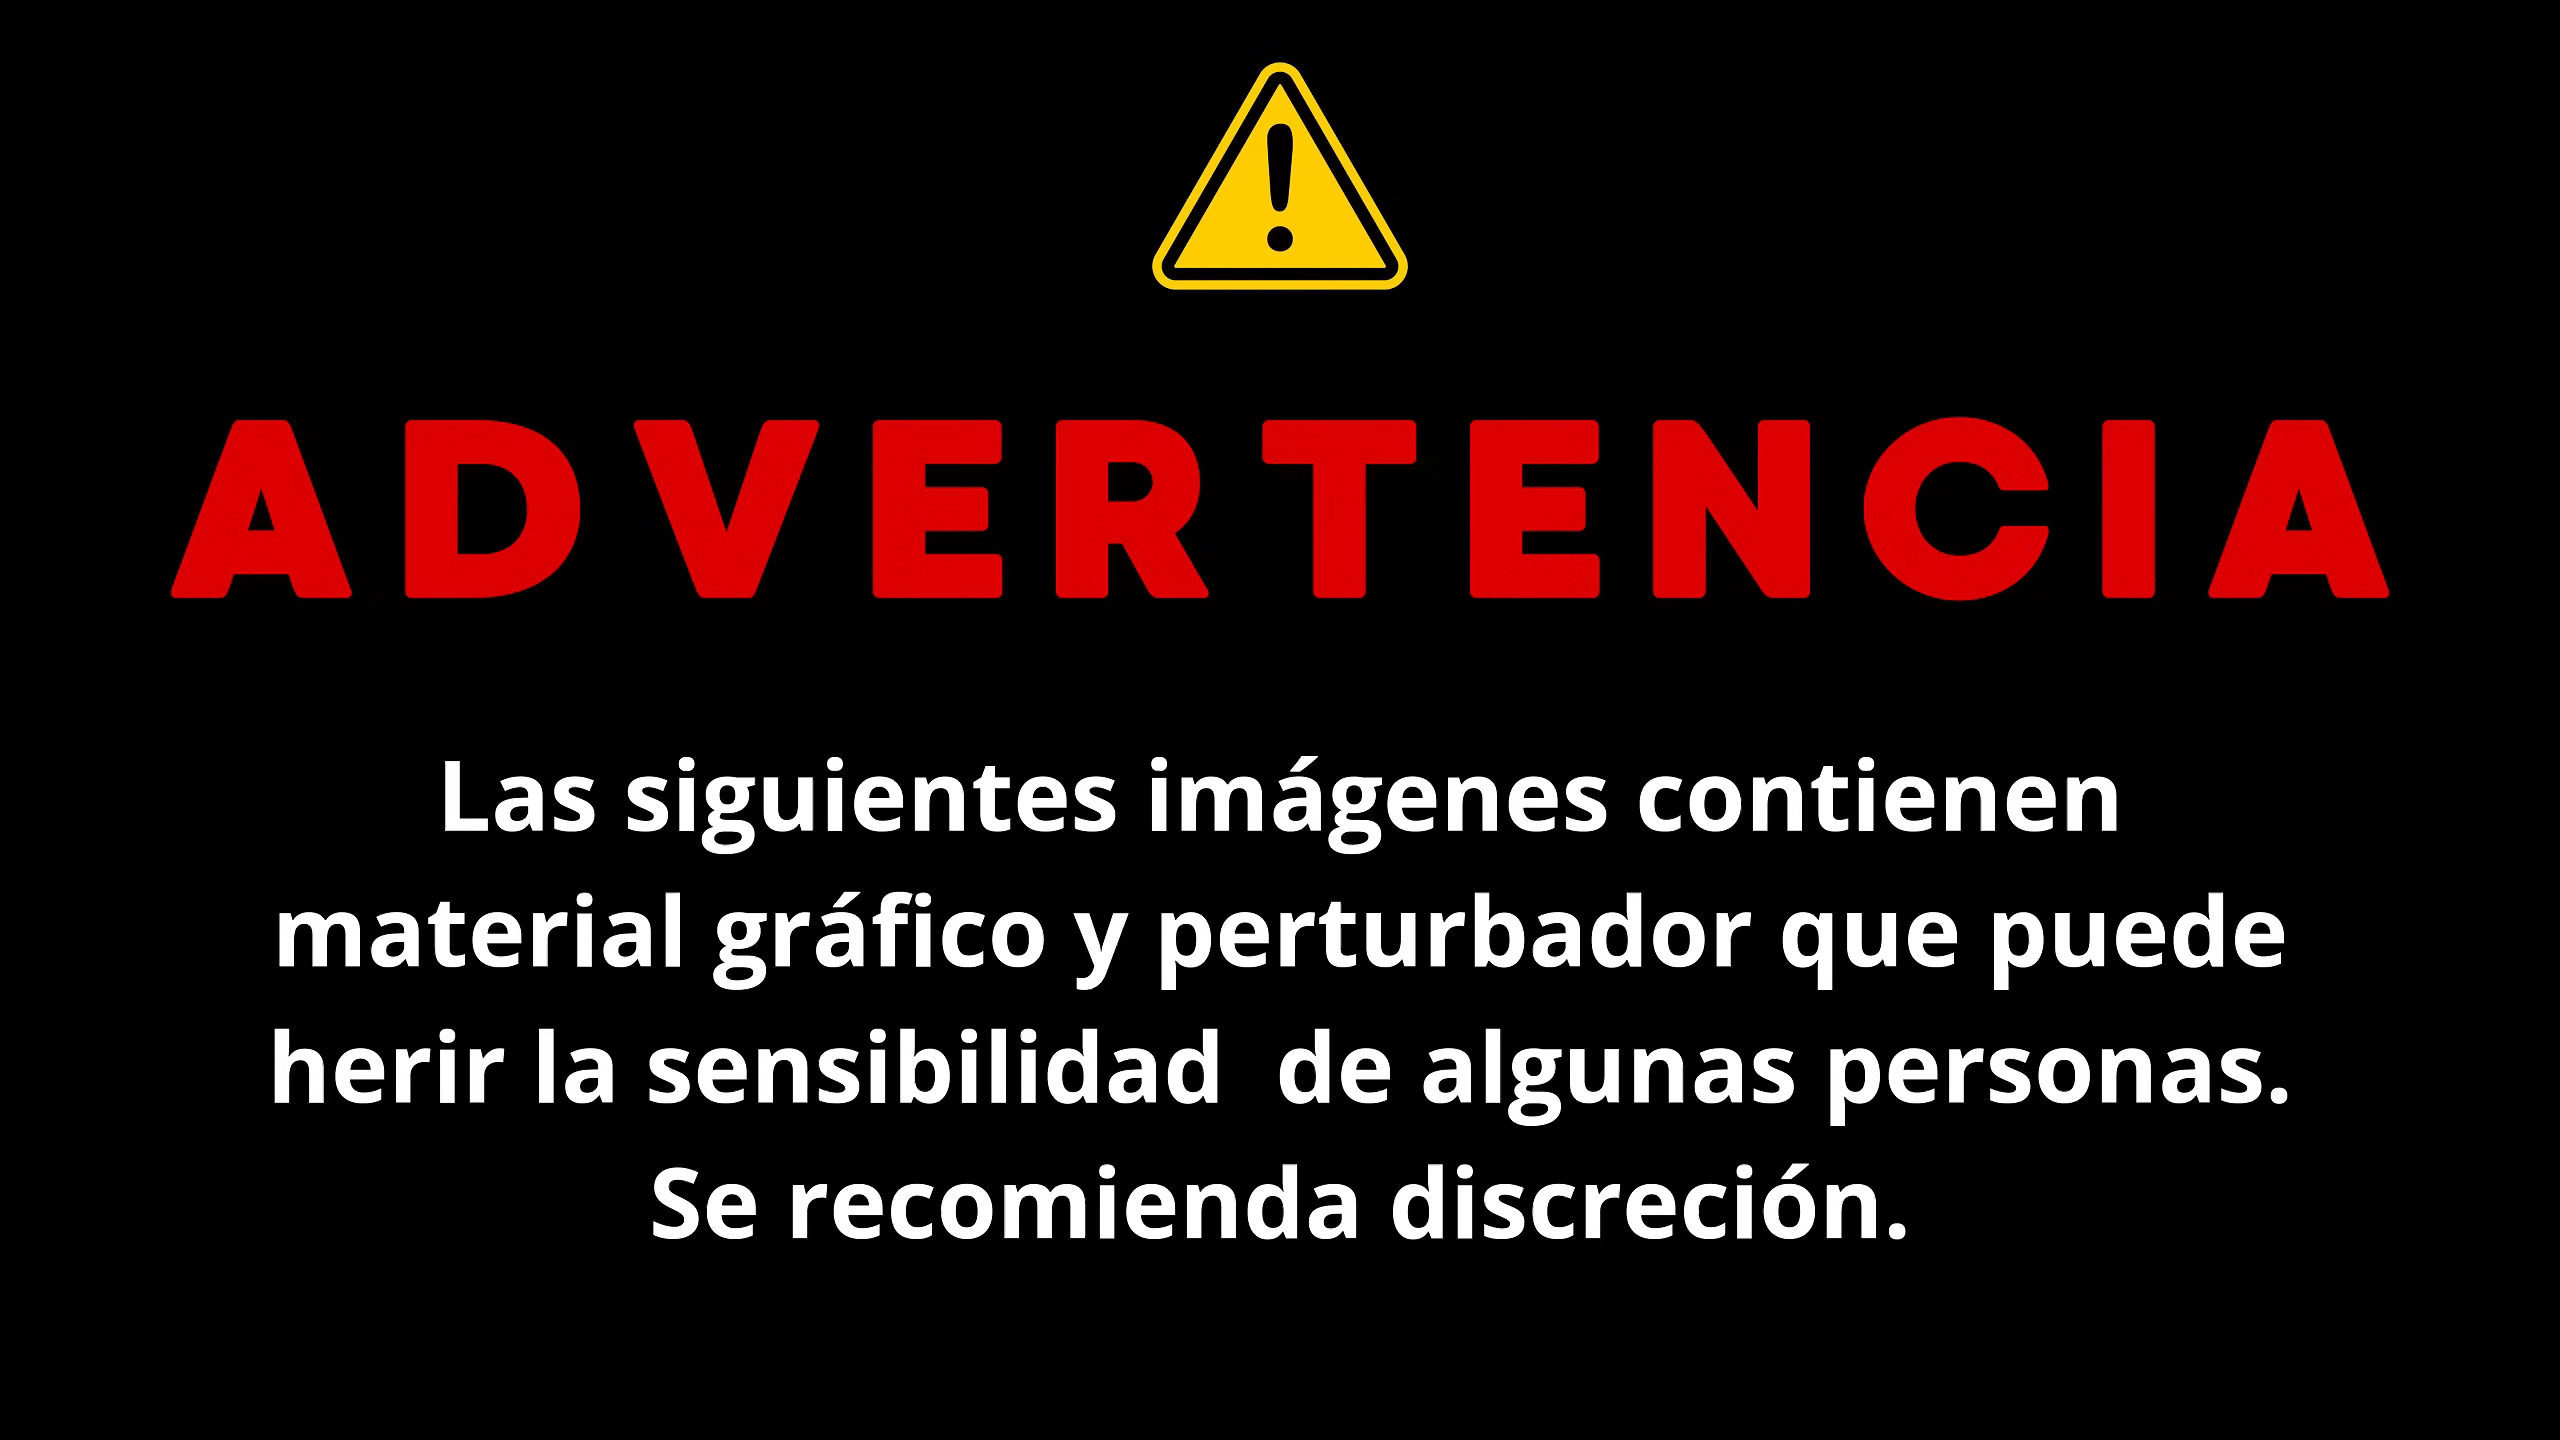 ADVERTENCIA
Las siguientes imágenes contienen
material gráfico y perturbador que puede
herir la sensibilidad  de algunas personas.
Se recomienda discreción.